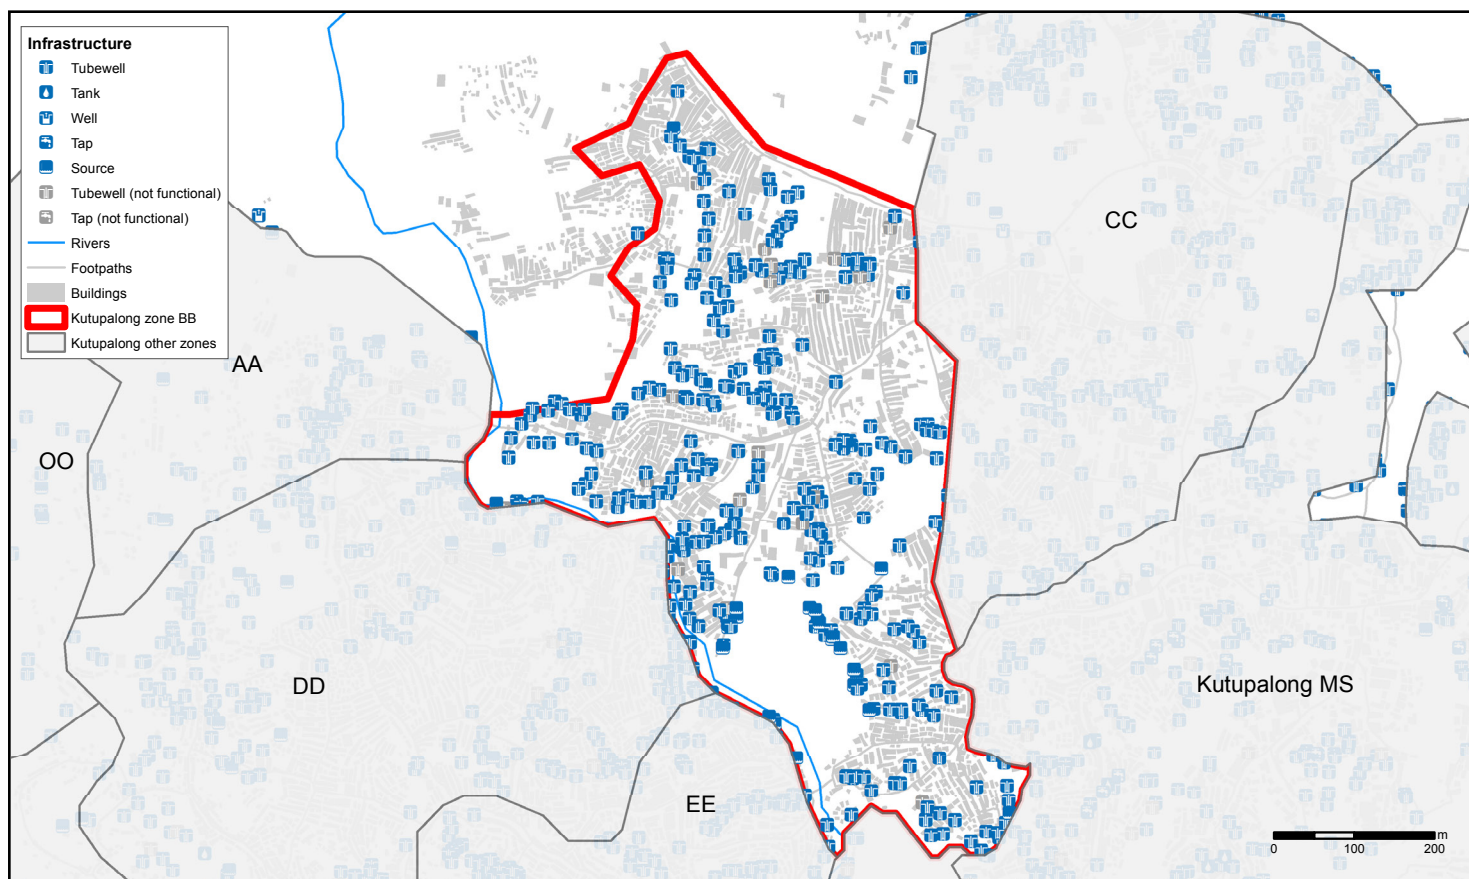 Infrastructure
Tubewell
Tank
Well
Tap
Source
Tubewell (not functional)
Tap (not functional)
Rivers
Footpaths
Buildings
Kutupalong zone BB
Kutupalong other zones
CC
AA
OO
DD
Kutupalong MS
EE
m
0 100 200